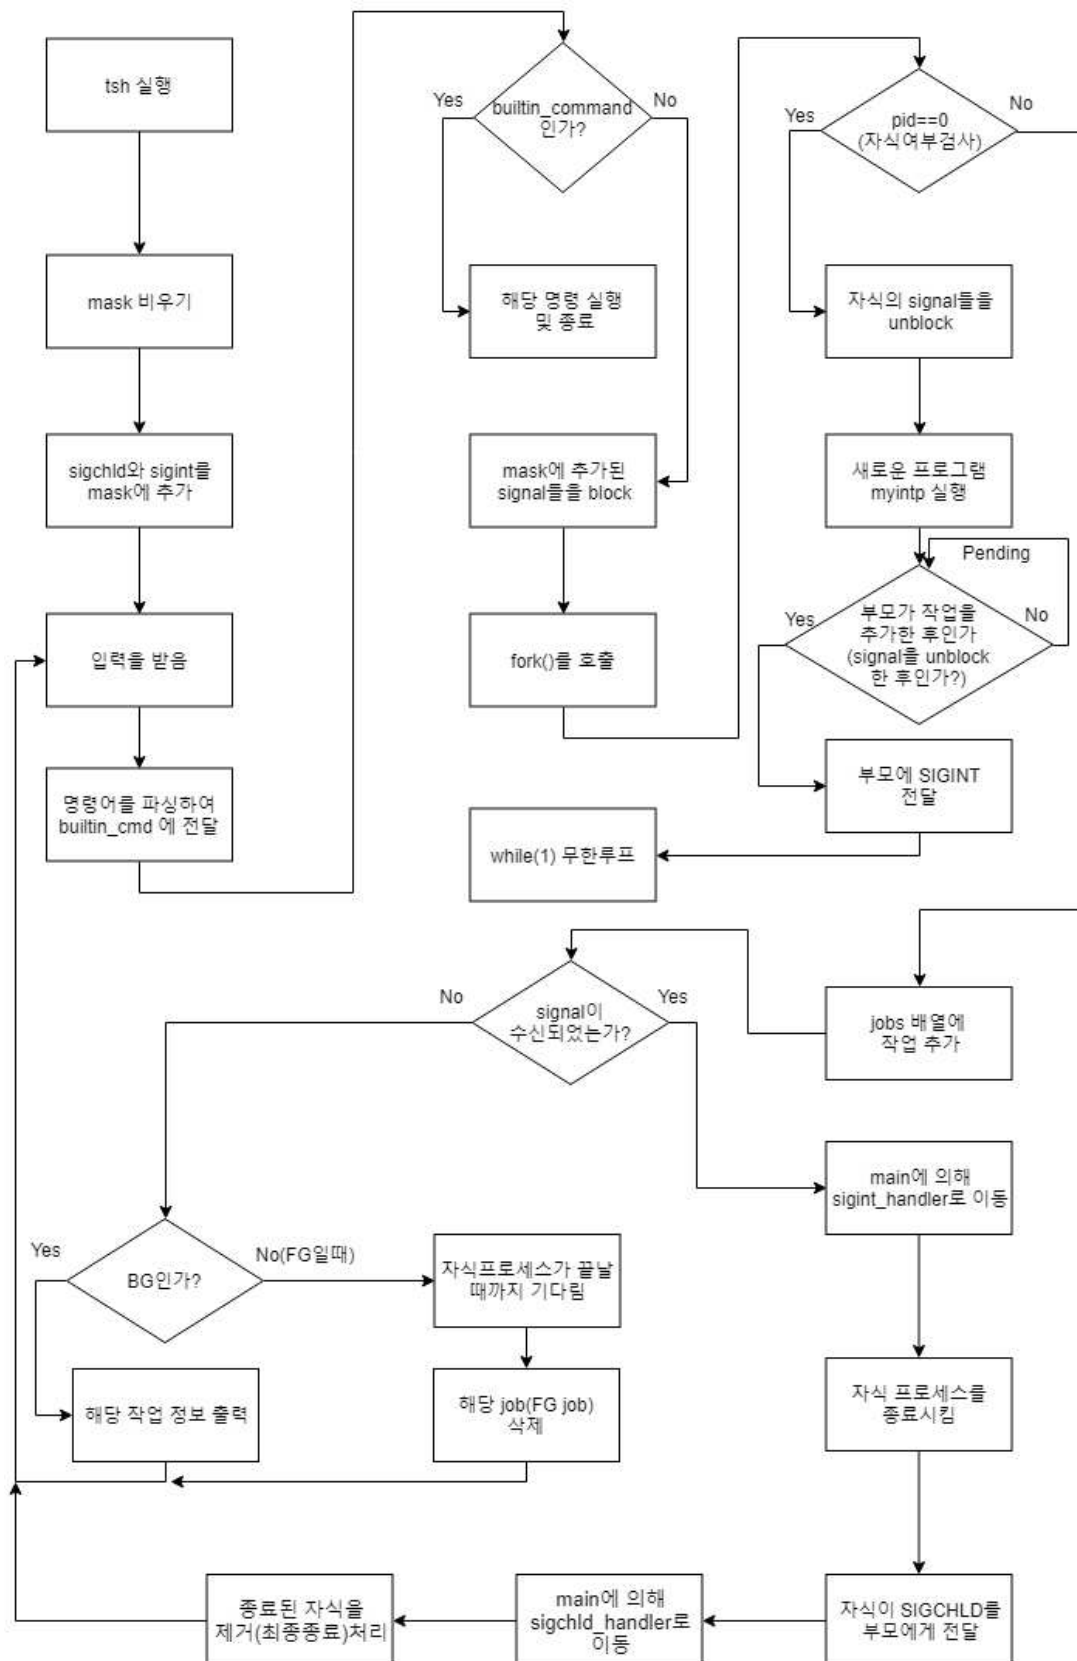 tsh 실행
mask 비우기
sigchld와 sigint를
mask에 추가
입력을 받음
명령어를 파싱하여
builtin_cmd 에 전달
builtin_command
인가?
Yes
No
해당 명령 실행
및 종료
mask에 추가된
signal들을 block
fork()를 호출
pid==0
(자식여부검사)
Yes
No
자식의 signal들을
unblock
새로운 프로그램
myintp 실행
Pending
부모가 작업을
추가한 후인가
(signal을 unblock
한 후인가?)
Yes
No
부모에 SIGINT
전달
while(1) 무한루프
jobs 배열에
작업 추가
signal이
수신되었는가?
No
Yes
main에 의해
sigint_handler로 이동
BG인가?
Yes
No(FG일때)
자식프로세스가 끝날
때까지 기다림
해당 작업 정보 출력
해당 job(FG job)
삭제
자식 프로세스를
종료시킴
자식이 SIGCHLD를
부모에게 전달
main에 의해
sigchld_handler로
이동
종료된 자식을
제거(최종종료)처리